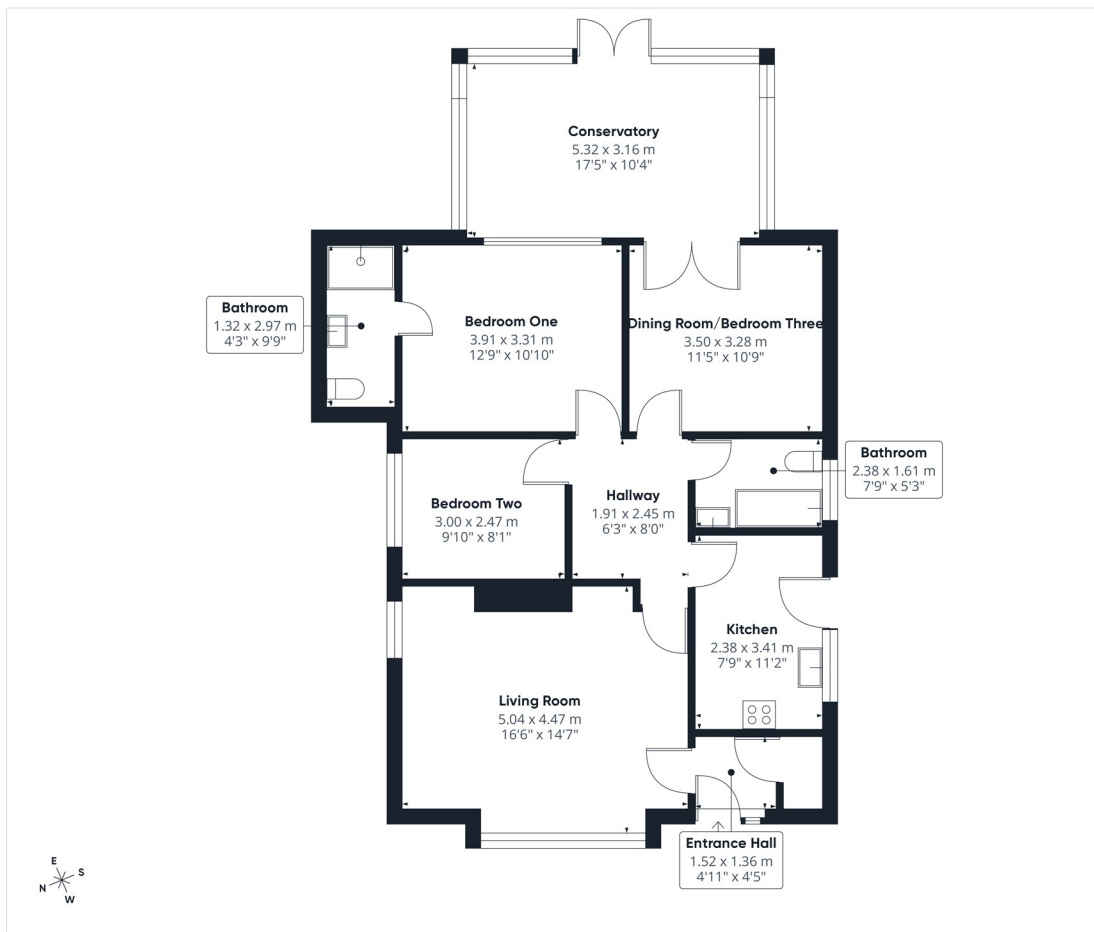 Conservatory
5.32 x 3.16 m
17'5" x 10'4"
Bathroom
1.32 x 2.97 m
4'3" x 9'9"
Bedroom One
3.91 x 3.31 m
12'9" x 10'10"
Dining Room/Bedroom Three
3.50 x 3.28 m
11'5" x 10'9"
Bathroom
2.38 x 1.61 m
7'9" x 5'3"
Bedroom Two
3.00 x 2.47 m
9'10" x 8'1"
Hallway
1.91 x 2.45 m
6'3" x 8'0"
Kitchen
2.38 x 3.41 m
7'9" x 11'2"
Living Room
5.04 x 4.47 m
16'6" x 14'7"
Entrance Hall
1.52 x 1.36 m
4'11" x 4'5"
E
S
N
W